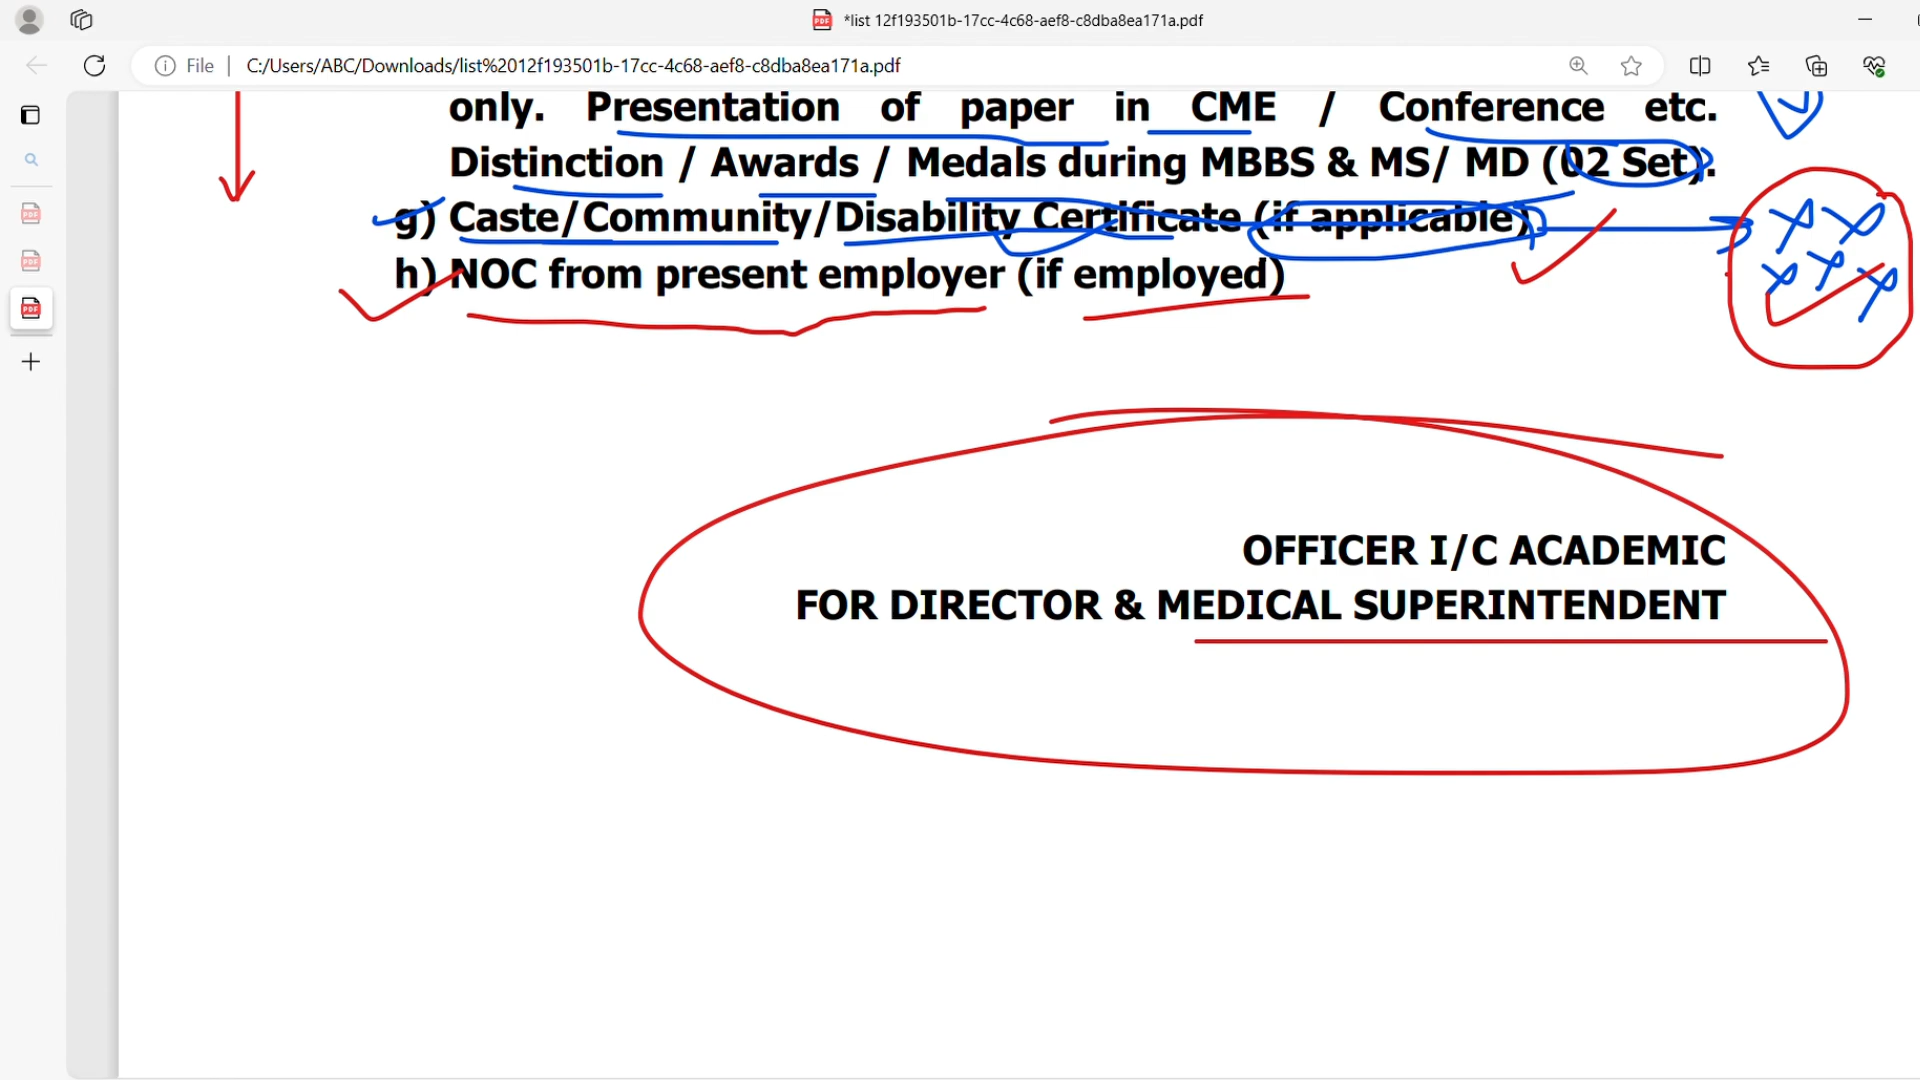 *list 12f193501b-17cc-4c68-aef8-c8dba8ea171a.pdf
File | C:/Users/ABC/Downloads/list%2012f193501b-17cc-4c68-aef8-c8dba8ea171a.pdf
only. Presentation of paper in CME / Conference etc.
Distinction / Awards / Medals during MBBS & MS/ MD (02 Set).
g) Caste/Community/Disability Certificate (if applicable)
h) NOC from present employer (if employed)
OFFICER I/C ACADEMIC
FOR DIRECTOR & MEDICAL SUPERINTENDENT